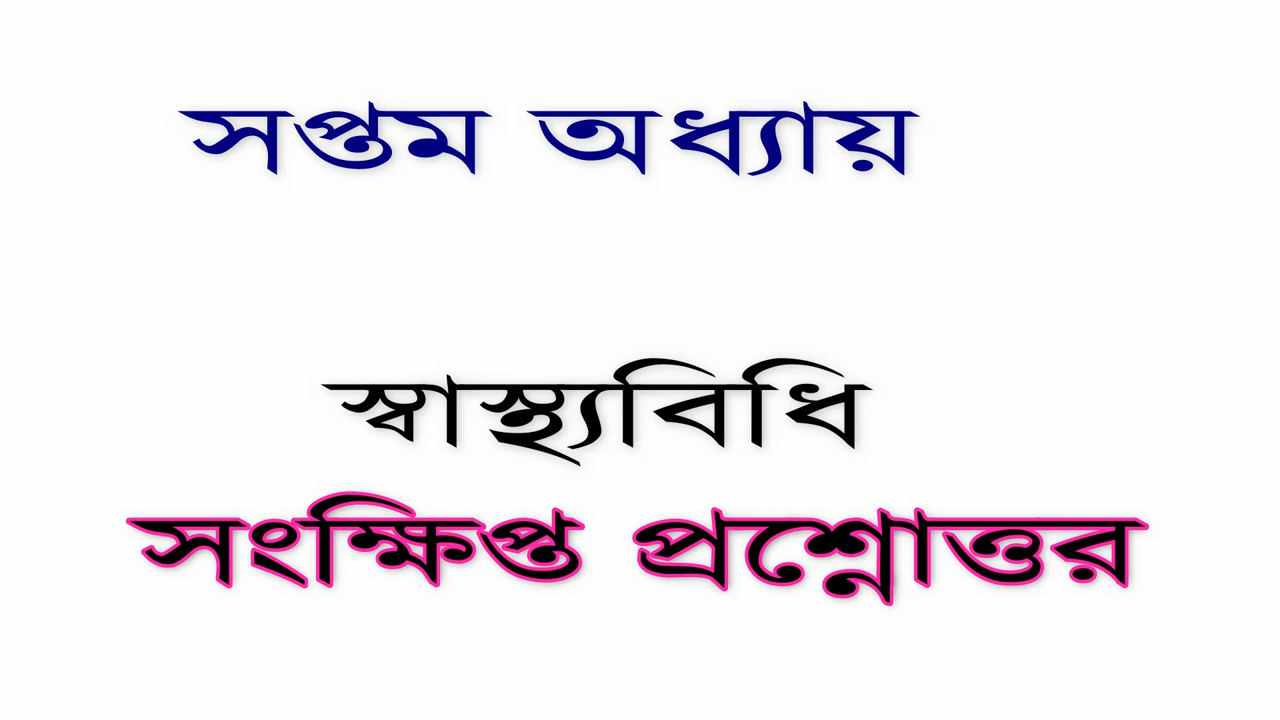 সপ্তম অধ্যায়
স্বাস্থ্যবিধি
সংক্ষিপ্ত প্রশ্নোত্তর